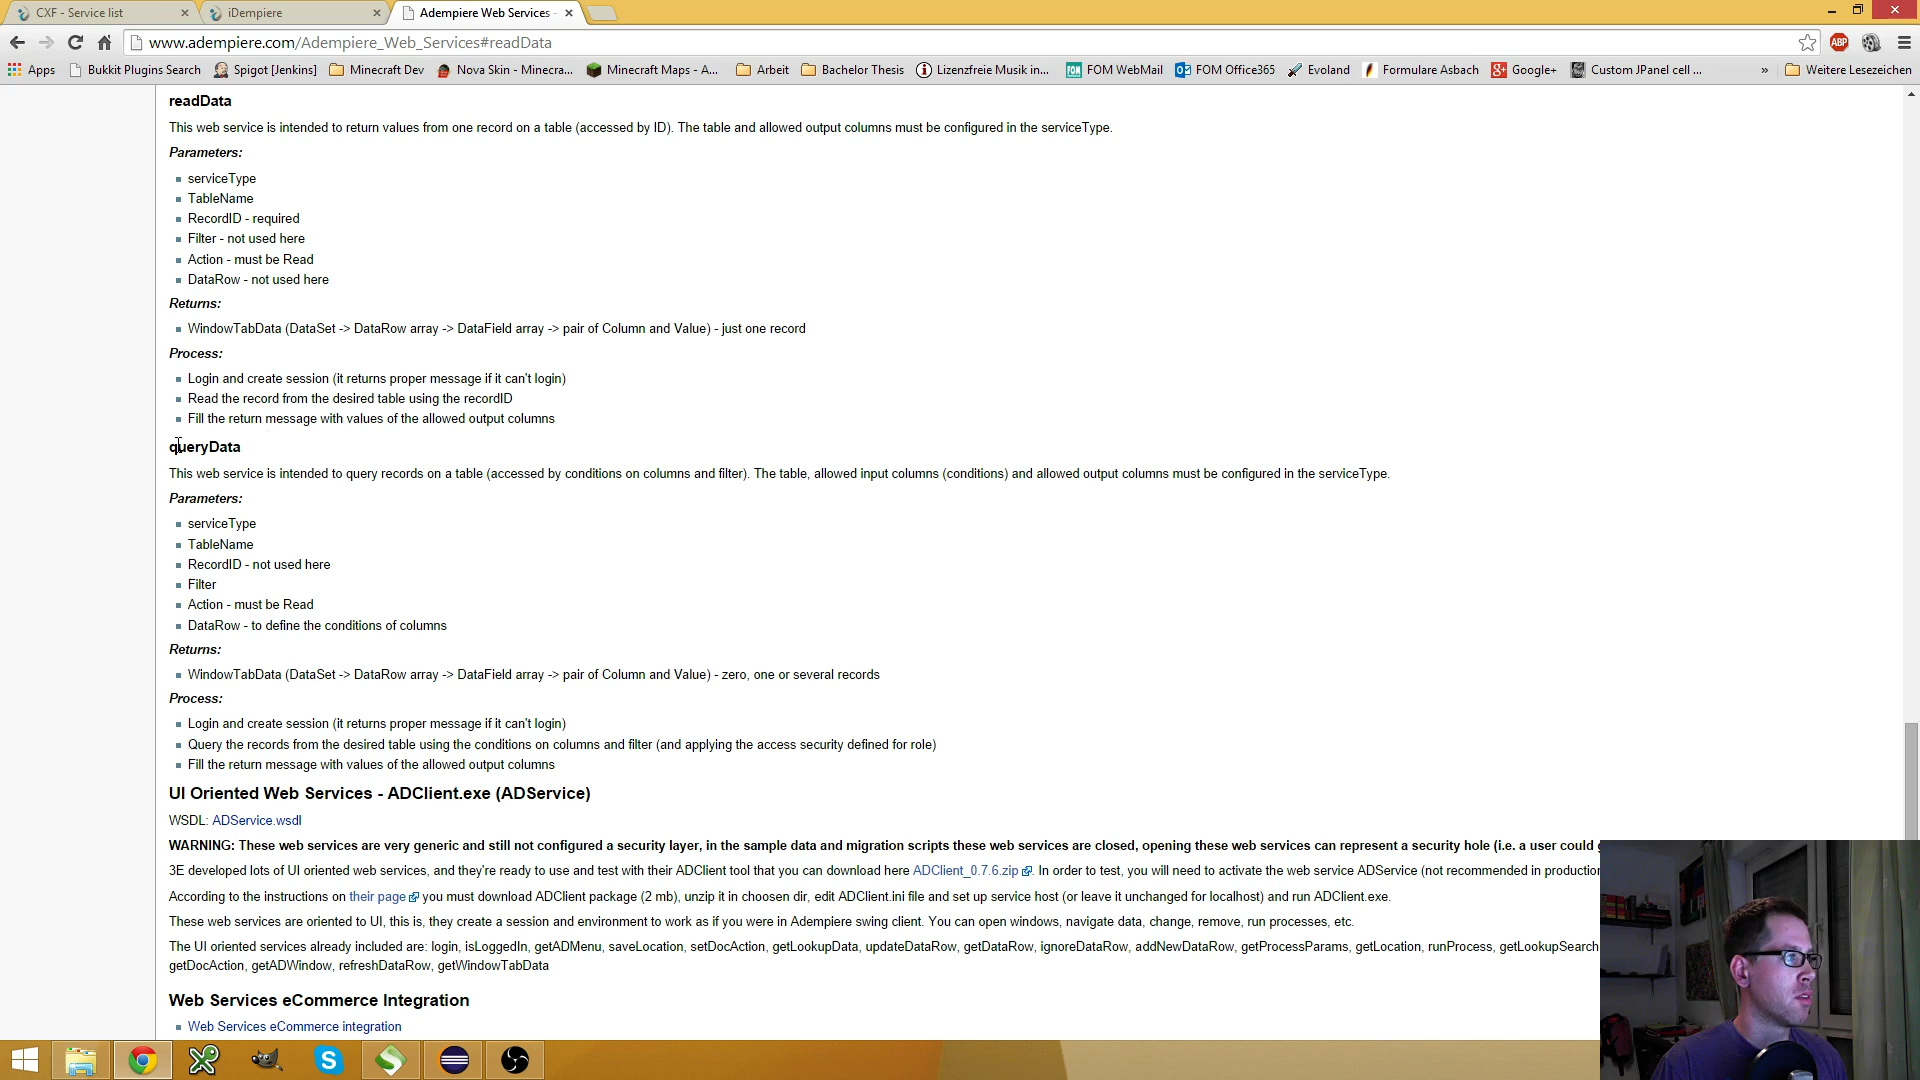 CXF - Service list
iDempiere
Adempiere Web Services -
www.adempiere.com/Adempiere_Web_Services#readData
ABP
Apps
Bukkit Plugins Search
Spigot [Jenkins]
Minecraft Dev
Nova Skin - Minecra...
Minecraft Maps - A...
Arbeit
Bachelor Thesis
Lizenzfreie Musik in...
FOM WebMail
FOM Office365
Evoland
Formulare Asbach
Google+
Custom JPanel cell ...
»
Weitere Lesezeichen
readData
This web service is intended to return values from one record on a table (accessed by ID). The table and allowed output columns must be configured in the serviceType.
Parameters:
serviceType
TableName
RecordID - required
Filter - not used here
Action - must be Read
DataRow - not used here
Returns:
WindowTabData (DataSet -> DataRow array -> DataField array -> pair of Column and Value) - just one record
Process:
Login and create session (it returns proper message if it can't login)
Read the record from the desired table using the recordID
Fill the return message with values of the allowed output columns
queryData
This web service is intended to query records on a table (accessed by conditions on columns and filter). The table, allowed input columns (conditions) and allowed output columns must be configured in the serviceType.
Parameters:
serviceType
TableName
RecordID - not used here
Filter
Action - must be Read
DataRow - to define the conditions of columns
Returns:
WindowTabData (DataSet -> DataRow array -> DataField array -> pair of Column and Value) - zero, one or several records
Process:
Login and create session (it returns proper message if it can't login)
Query the records from the desired table using the conditions on columns and filter (and applying the access security defined for role)
Fill the return message with values of the allowed output columns
UI Oriented Web Services - ADClient.exe (ADService)
WSDL: ADService.wsdl
WARNING: These web services are very generic and still not configured a security layer, in the sample data and migration scripts these web services are closed, opening these web services can represent a security hole (i.e. a user could
3E developed lots of UI oriented web services, and they're ready to use and test with their ADClient tool that you can download here ADClient_0.7.6.zip . In order to test, you will need to activate the web service ADService (not recommended in production
According to the instructions on their page you must download ADClient package (2 mb), unzip it in choosen dir, edit ADClient.ini file and set up service host (or leave it unchanged for localhost) and run ADClient.exe.
These web services are oriented to UI, this is, they create a session and environment to work as if you were in Adempiere swing client. You can open windows, navigate data, change, remove, run processes, etc.
The UI oriented services already included are: login, isLoggedIn, getADMenu, saveLocation, setDocAction, getLookupData, updateDataRow, getDataRow, ignoreDataRow, addNewDataRow, getProcessParams, getLocation, runProcess, getLookupSearch
getDocAction, getADWindow, refreshDataRow, getWindowTabData
Web Services eCommerce Integration
Web Services eCommerce integration